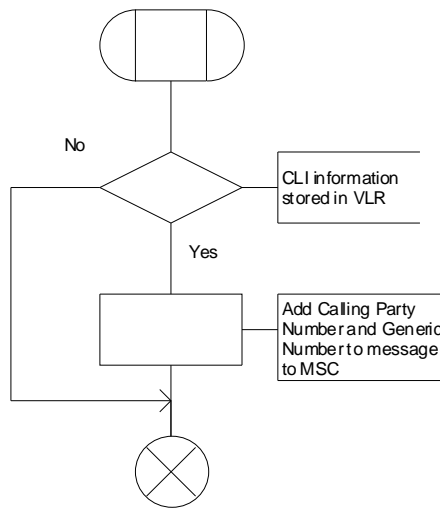 No
CLI information
stored in VLR
Yes
Add Calling Party
Number and Generic
Number to message
to MSC